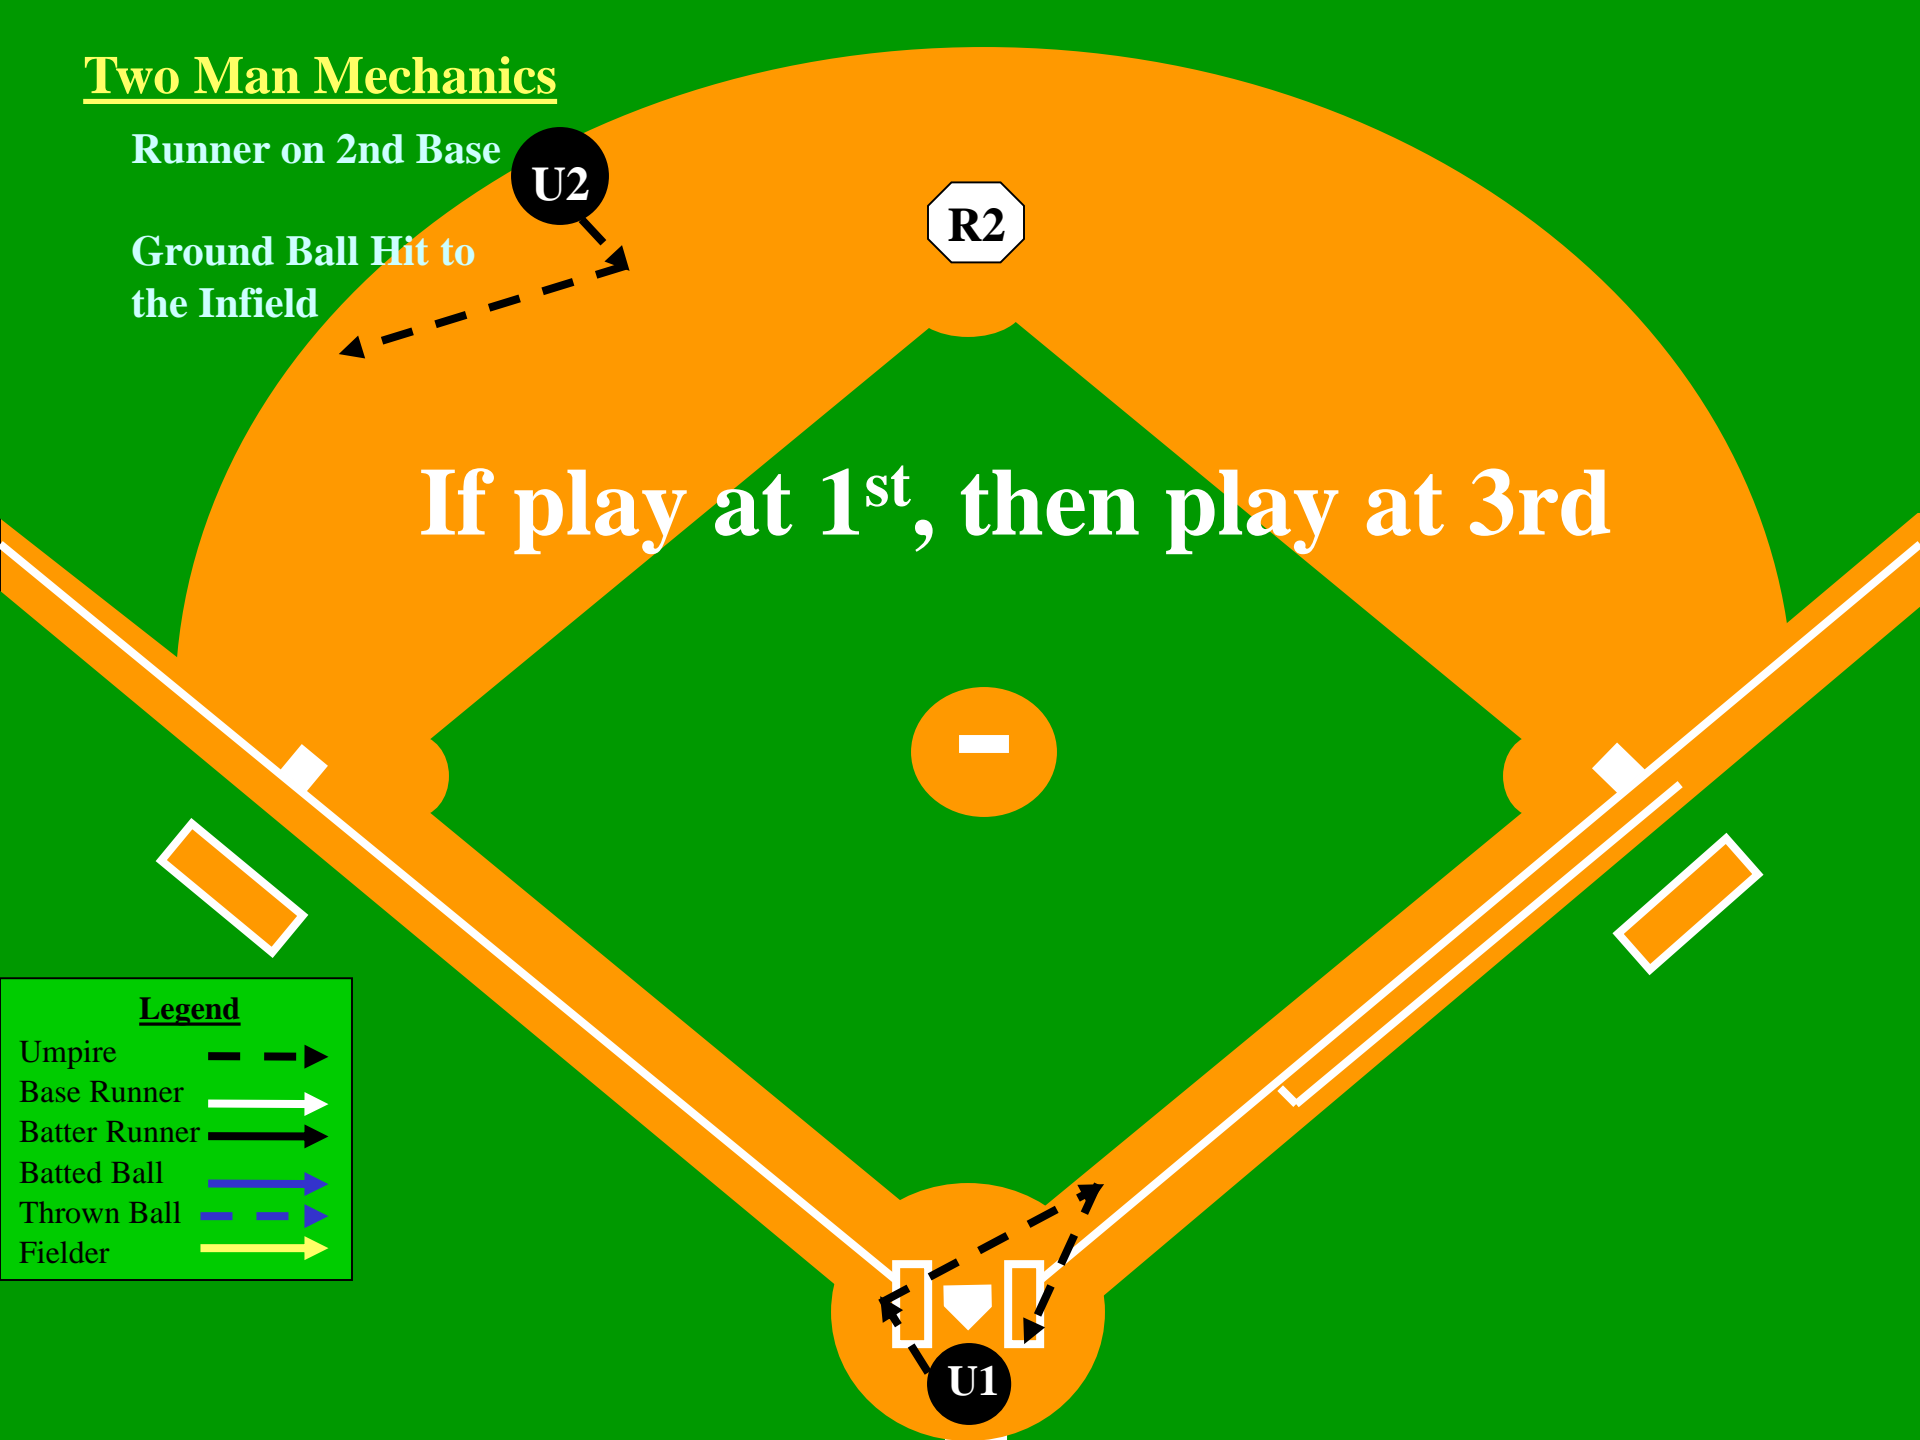 Two Man Mechanics
Runner on 2nd Base
U2
R2
Ground Ball Hit to
the Infield
If play at 1st, then play at 3rd
Legend
Umpire
Base Runner
Batter Runner
Batted Ball
Thrown Ball
Fielder
U1